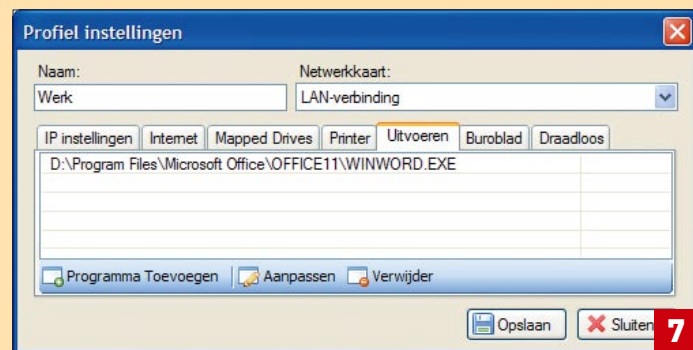 Profiel instellingen
Naam: Netwerkkaart:
Werk LAN-verbinding
IP instellingen Internet Mapped Drives Printer Uitvoeren Buroblad Draadloos
D:\Program Files\Microsoft Office\OFFICE11\WINWORD.EXE
Programma Toevoegen Aanpassen Verwijder
Opslaan Sluiten
7